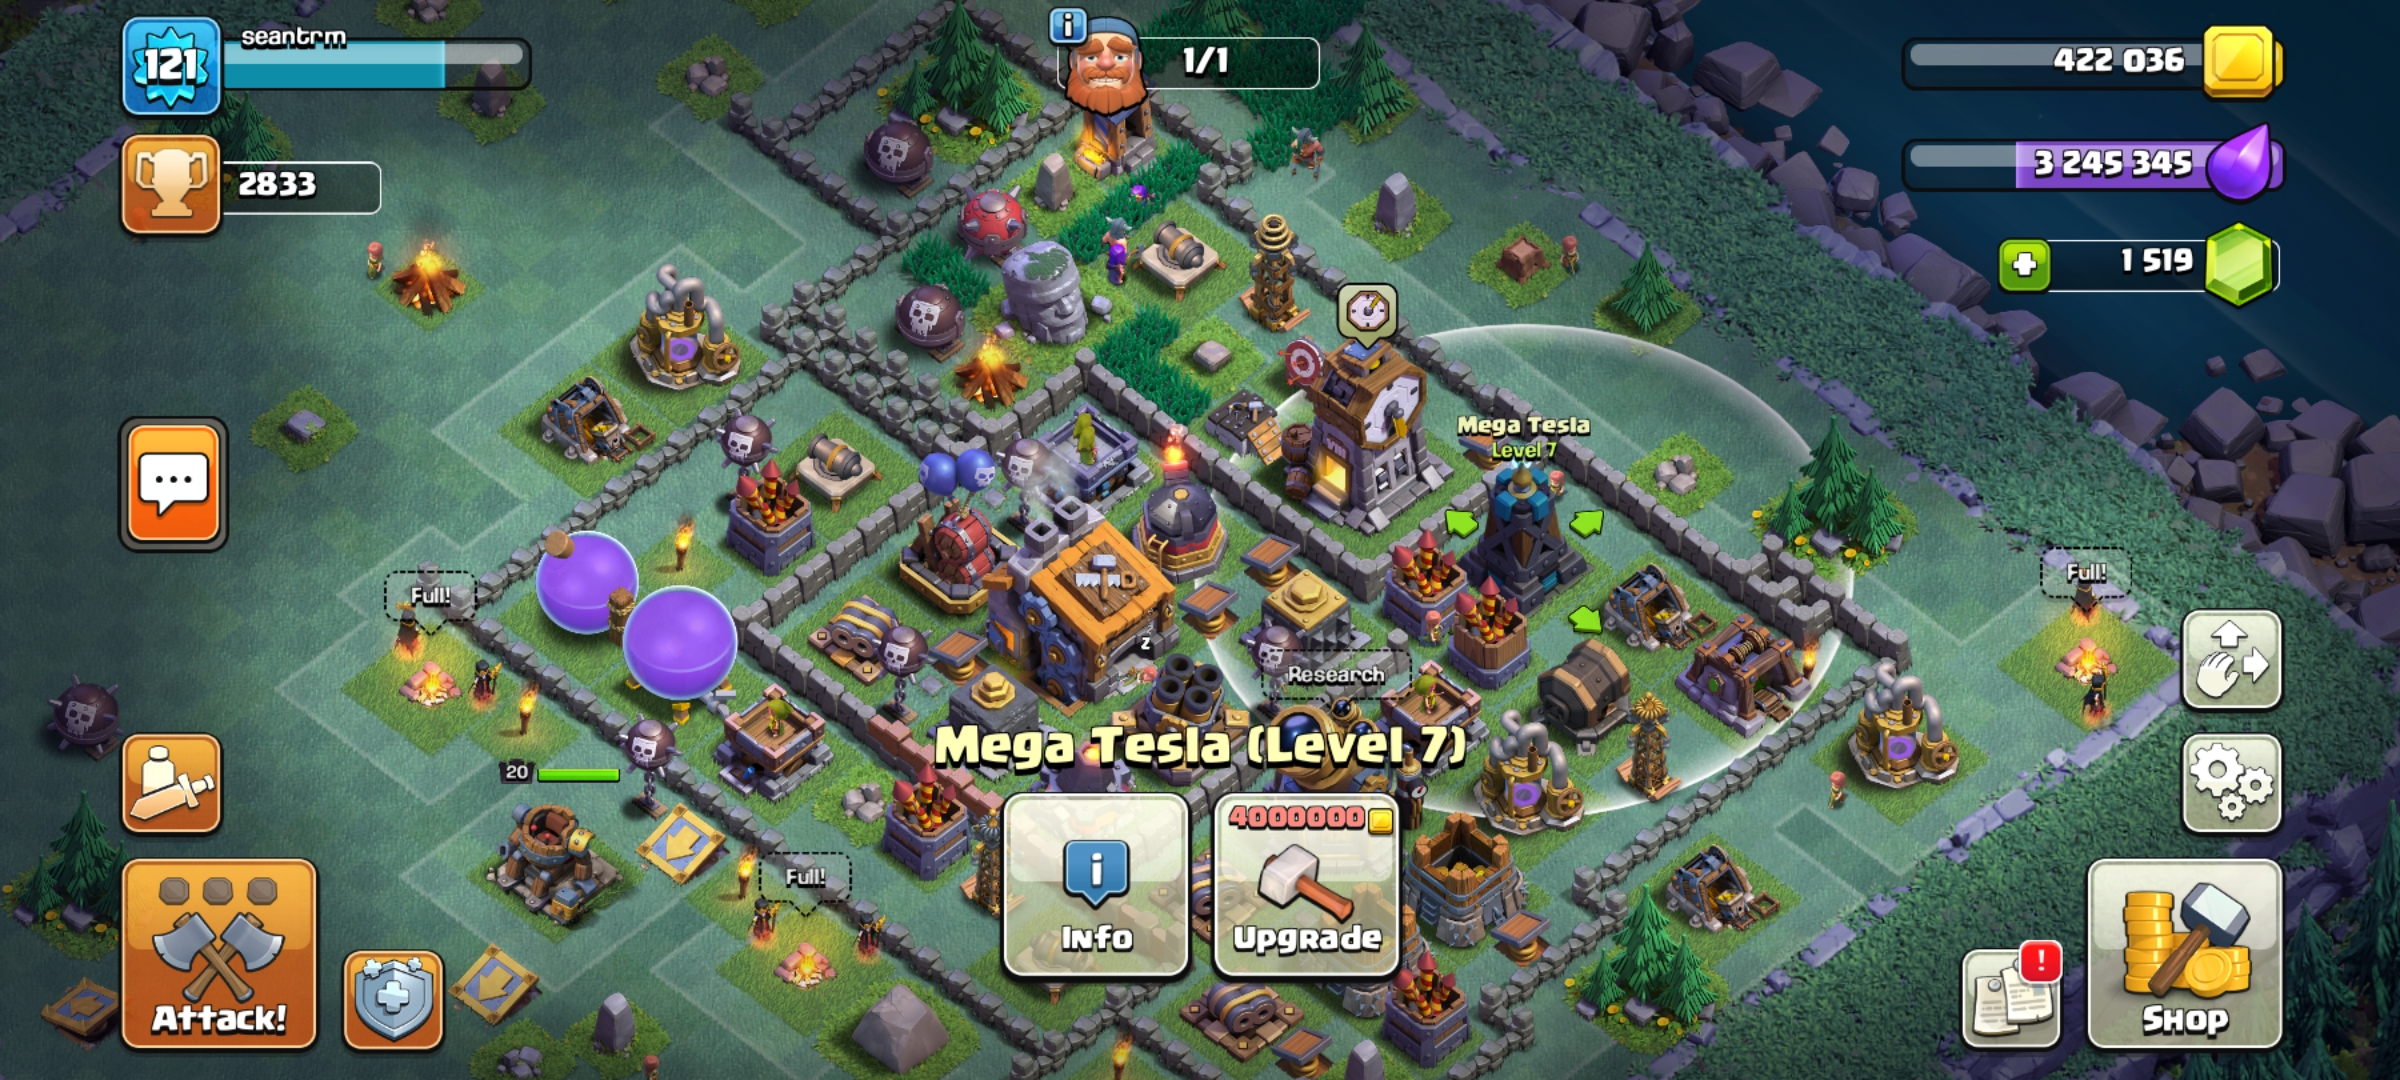 121
seantrm
i
1/1
422 036
2833
3 245 345
1 519
Mega Tesla
Level 7
Full!
Full!
z
Research
Mega Tesla (Level 7)
20
4000000
Full!
i
Info
Upgrade
!
Attack!
Shop